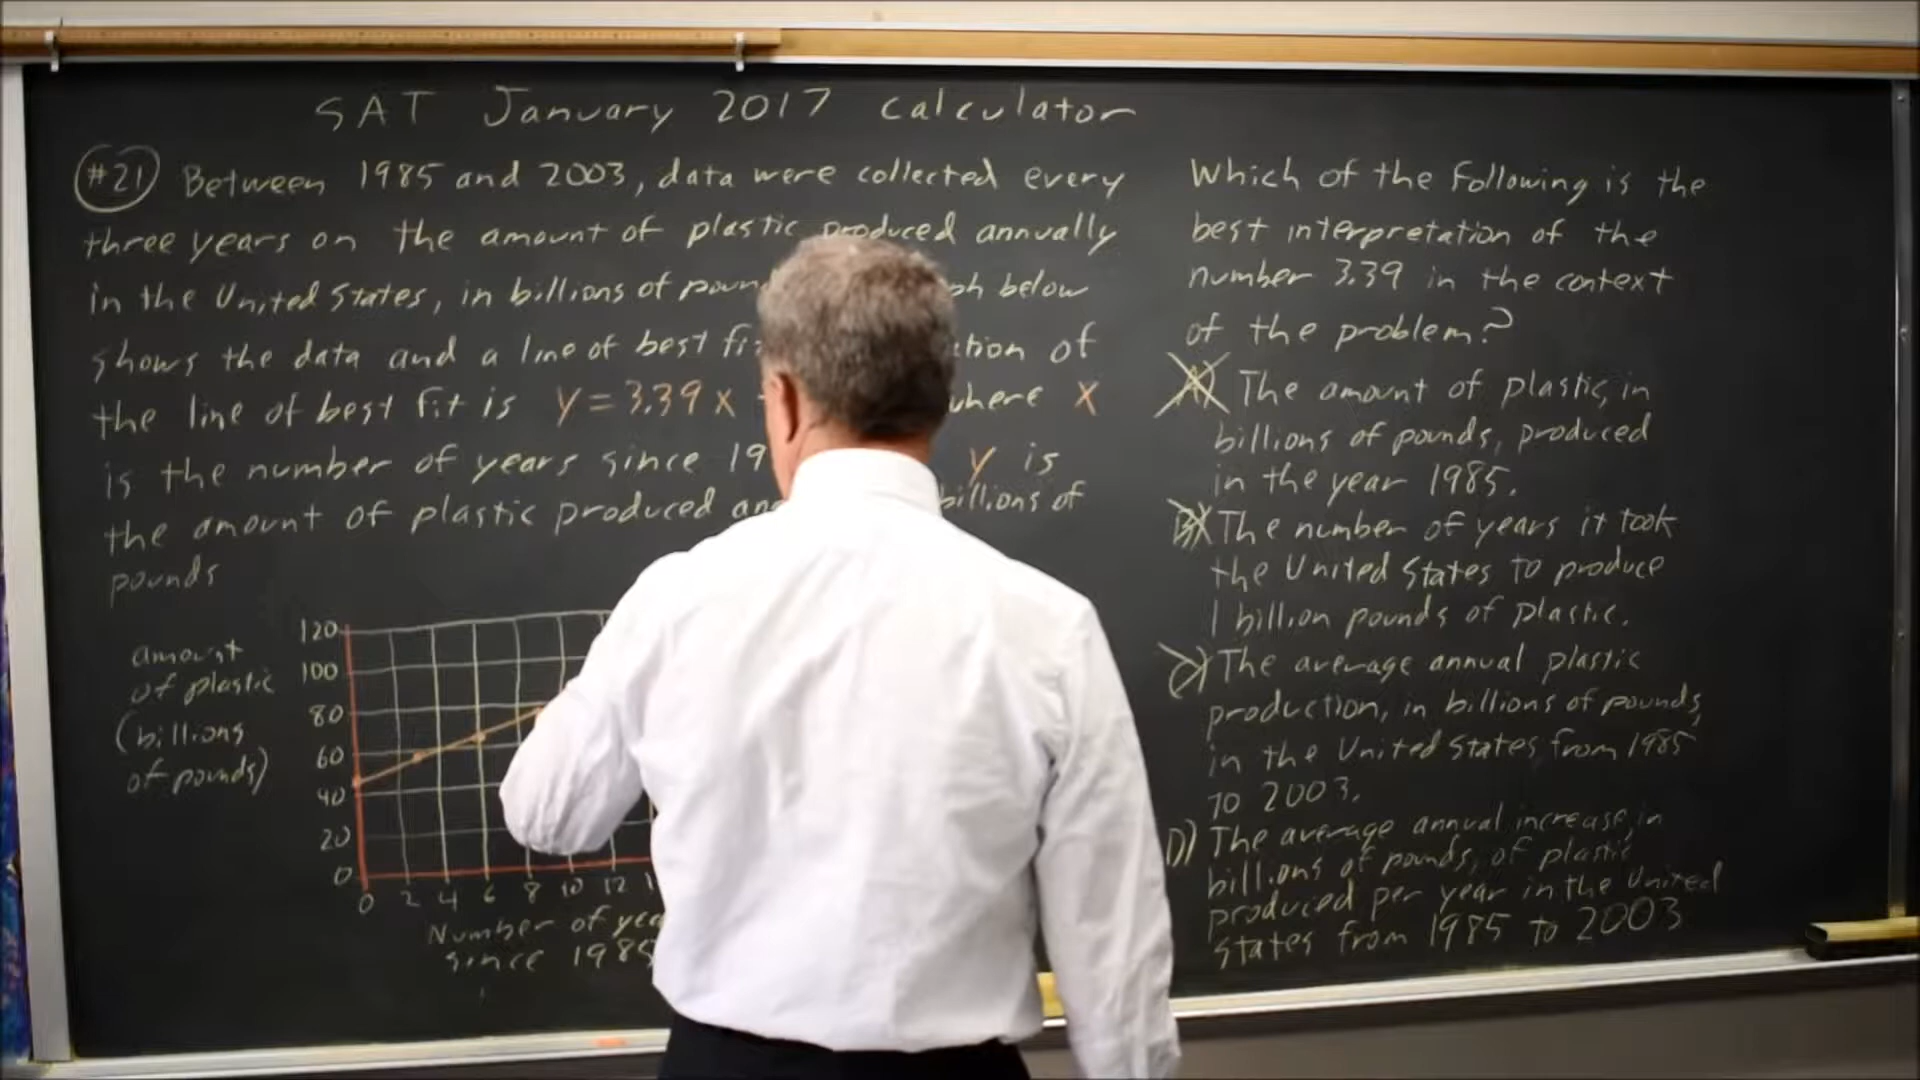 SAT January 2017 calculator
#21 Between 1985 and 2003, data were collected every
three years on the amount of plastic produced annually
in the United States, in billions of below
shows the data and a line of best of
the line of best fit is y = 3.39 x where x
is the number of years since y is
the amount of plastic produced billions of
pounds
amount
of plastic
(billions
of pounds)
120
100
80
60
40
20
0
0 2 4 6 8 10 12
Number of
since 1985
Which of the following is the
best interpretation of the
number 3.39 in the context
of the problem?
A) The amount of plastic, in
billions of pounds, produced
in the year 1985.
B) The number of years it took
the United States to produce
1 billion pounds of plastic.
C) The average annual plastic
production, in billions of pounds,
in the United States from 1985
to 2003.
D) The average annual increase, in
billions of pounds, of plastic
produced per year in the United
States from 1985 to 2003